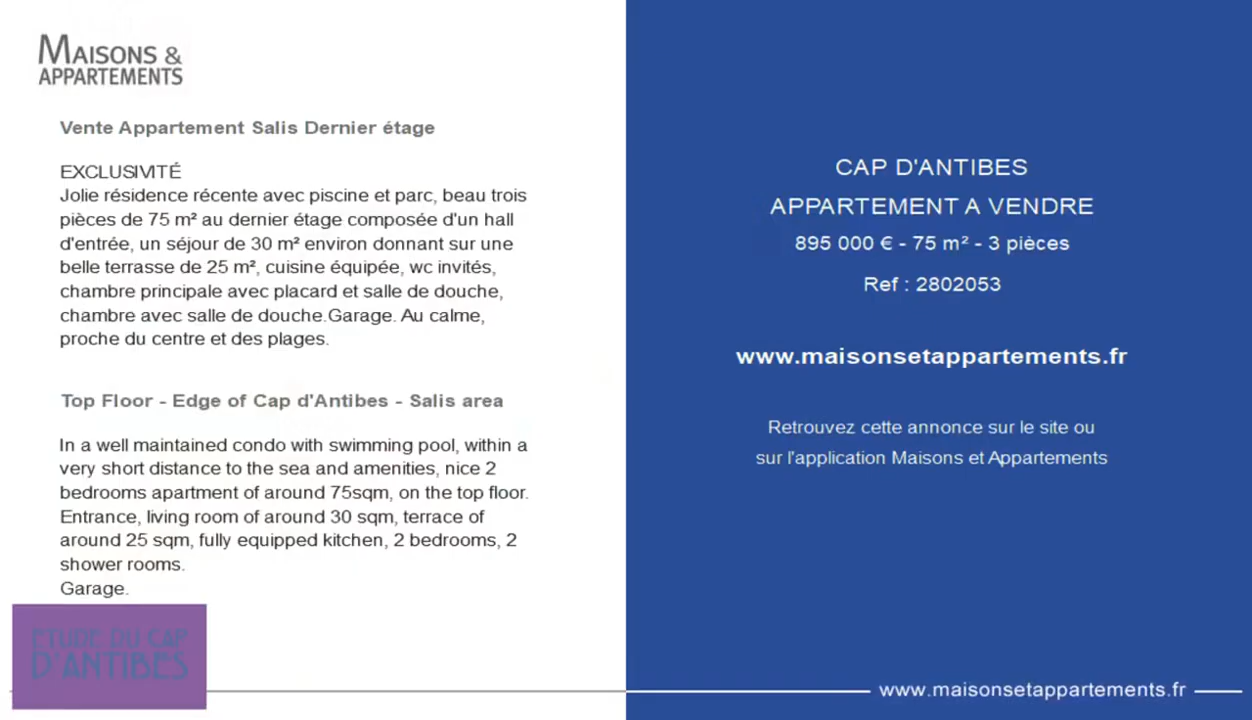 MAISONS &
APPARTEMENTS
Vente Appartement Salis Dernier étage
EXCLUSIVITÉ
Jolie résidence récente avec piscine et parc, beau trois
pièces de 75 m² au dernier étage composée d'un hall
d'entrée, un séjour de 30 m² environ donnant sur une
belle terrasse de 25 m², cuisine équipée, wc invités,
chambre principale avec placard et salle de douche,
chambre avec salle de douche.Garage. Au calme,
proche du centre et des plages.
Top Floor - Edge of Cap d'Antibes - Salis area
In a well maintained condo with swimming pool, within a
very short distance to the sea and amenities, nice 2
bedrooms apartment of around 75sqm, on the top floor.
Entrance, living room of around 30 sqm, terrace of
around 25 sqm, fully equipped kitchen, 2 bedrooms, 2
shower rooms.
Garage.
ETUDE DU CAP
D'ANTIBES
CAP D'ANTIBES
APPARTEMENT A VENDRE
895 000 € - 75 m² - 3 pièces
Ref : 2802053
www.maisonsetappartements.fr
Retrouvez cette annonce sur le site ou
sur l'application Maisons et Appartements
www.maisonsetappartements.fr